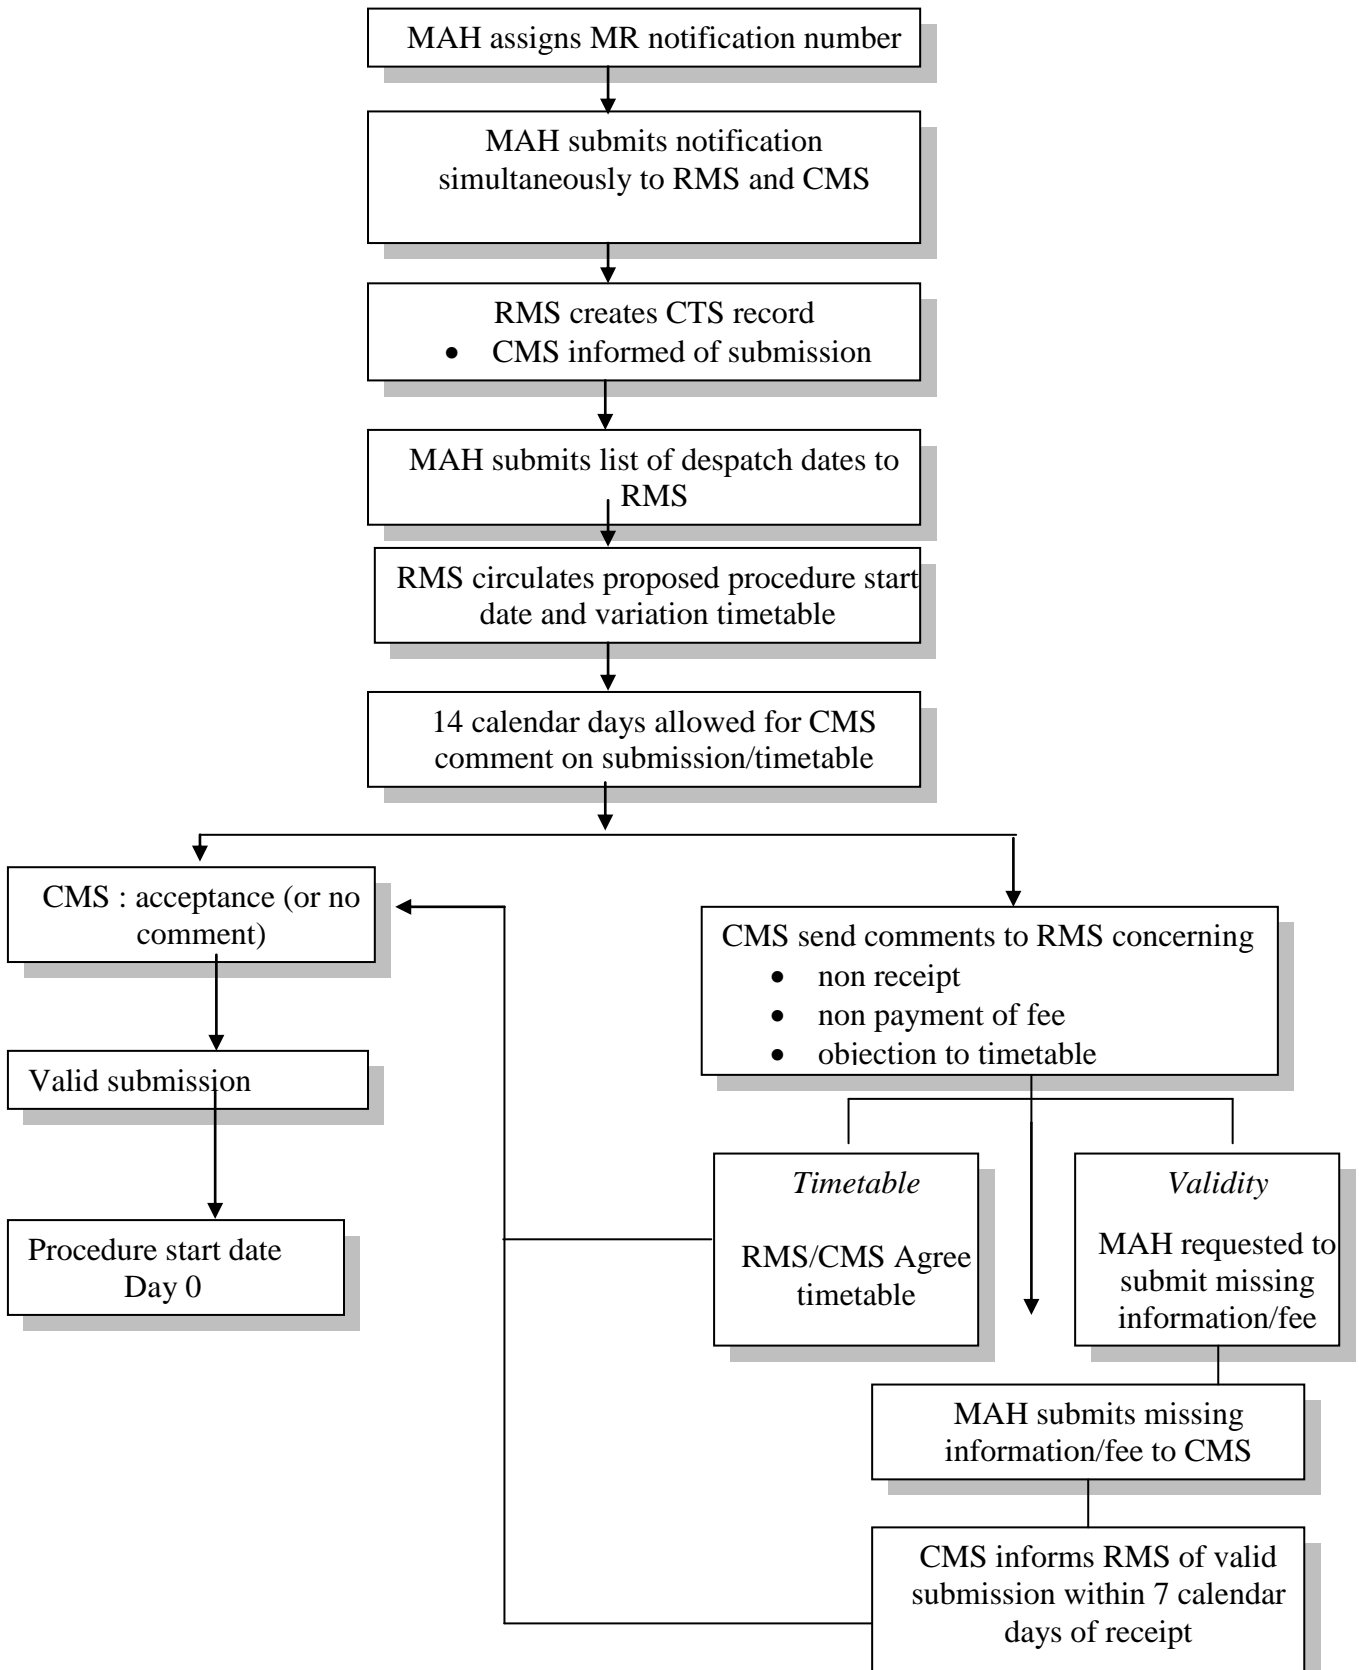 MAH assigns MR notification number
MAH submits notification
simultaneously to RMS and CMS
RMS creates CTS record
• CMS informed of submission
MAH submits list of despatch dates to
RMS
RMS circulates proposed procedure start
date and variation timetable
14 calendar days allowed for CMS
comment on submission/timetable
CMS : acceptance (or no
comment)
Valid submission
Procedure start date
Day 0
CMS send comments to RMS concerning
• non receipt
• non payment of fee
• objection to timetable
Timetable
RMS/CMS Agree
timetable
Validity
MAH requested to
submit missing
information/fee
MAH submits missing
information/fee to CMS
CMS informs RMS of valid
submission within 7 calendar
days of receipt